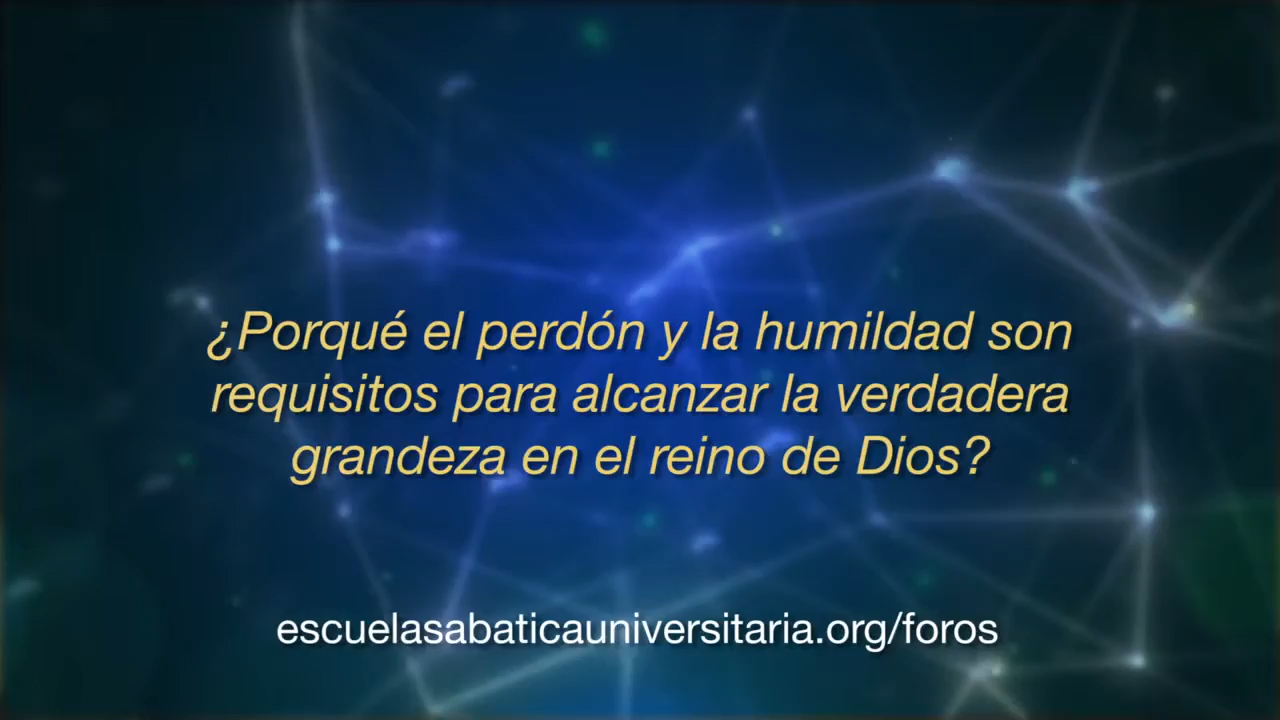 ¿Porqué el perdón y la humildad son
requisitos para alcanzar la verdadera
grandeza en el reino de Dios?
escuelasabaticauniversitaria.org/foros